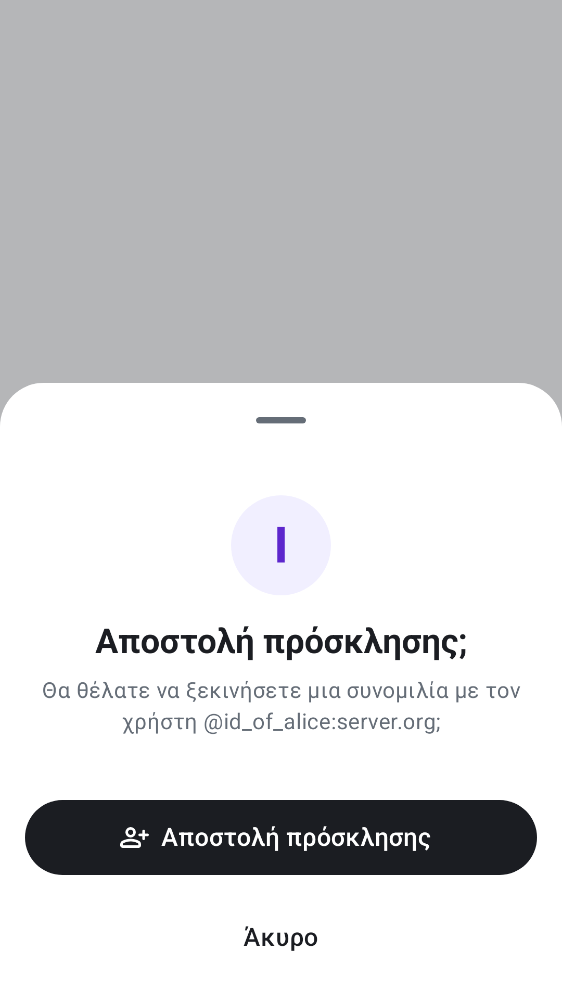 I
Αποστολή πρόσκλησης;
Θα θέλατε να ξεκινήσετε μια συνομιλία με τον
χρήστη @id_of_alice:server.org;
Αποστολή πρόσκλησης
Άκυρο